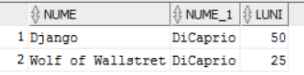 NUME NUME_1 LUNI
1 Django DiCaprio 50
2 Wolf of Wallstret DiCaprio 25